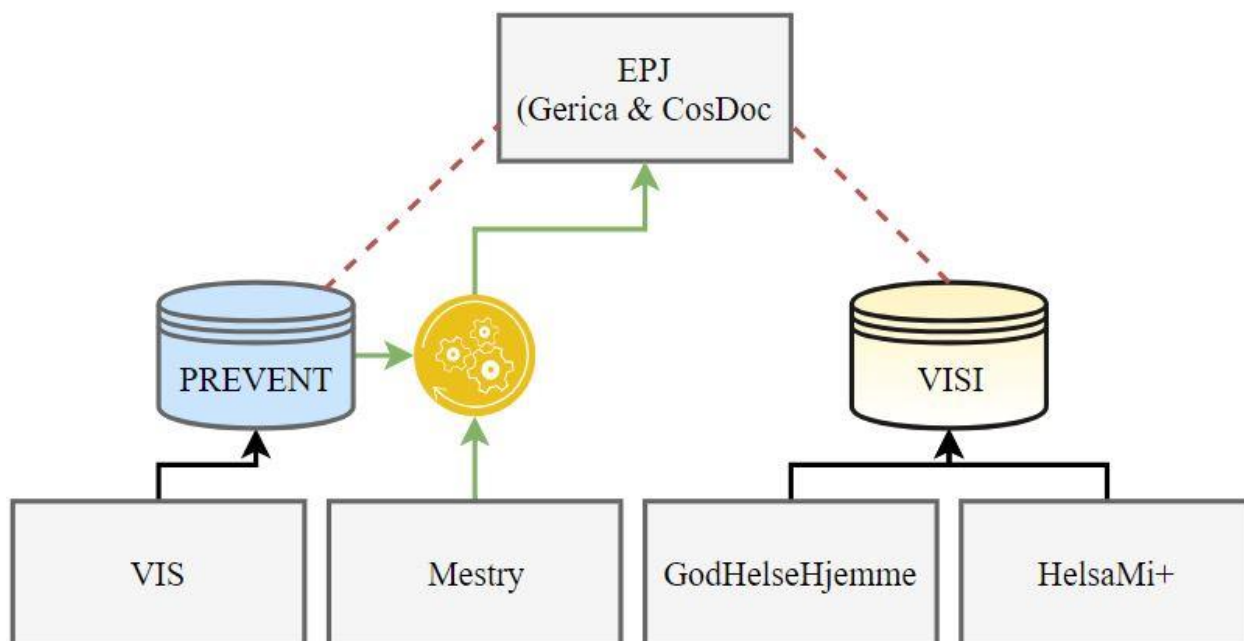 EPJ
(Gerica & CosDoc
PREVENT
VISI
VIS
Mestry
GodHelseHjemme
HelsaMi+